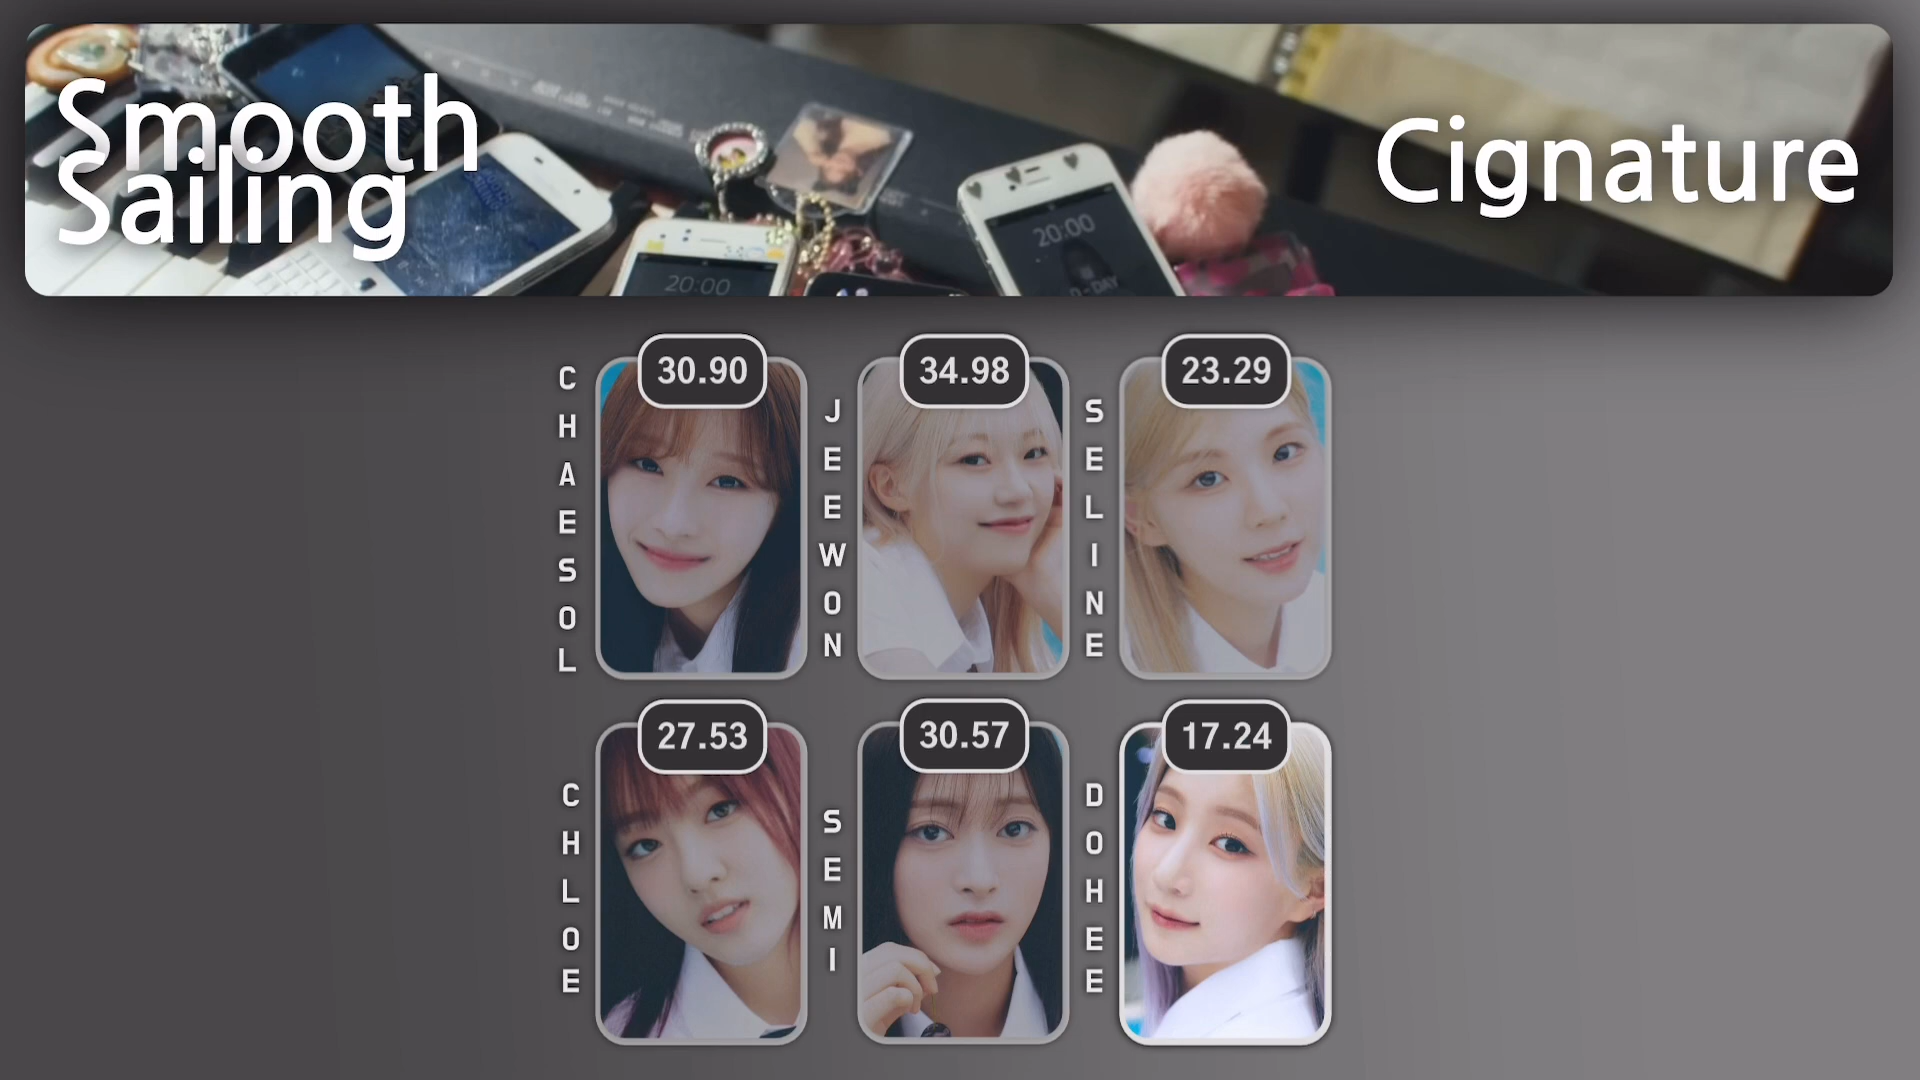 Smooth
Sailing
Cignature
20:00
20:00
D-DAY
CHAESOL
30.90
JEEWON
34.98
SELINE
23.29
CHLOE
27.53
SEMI
30.57
DOHEE
17.24